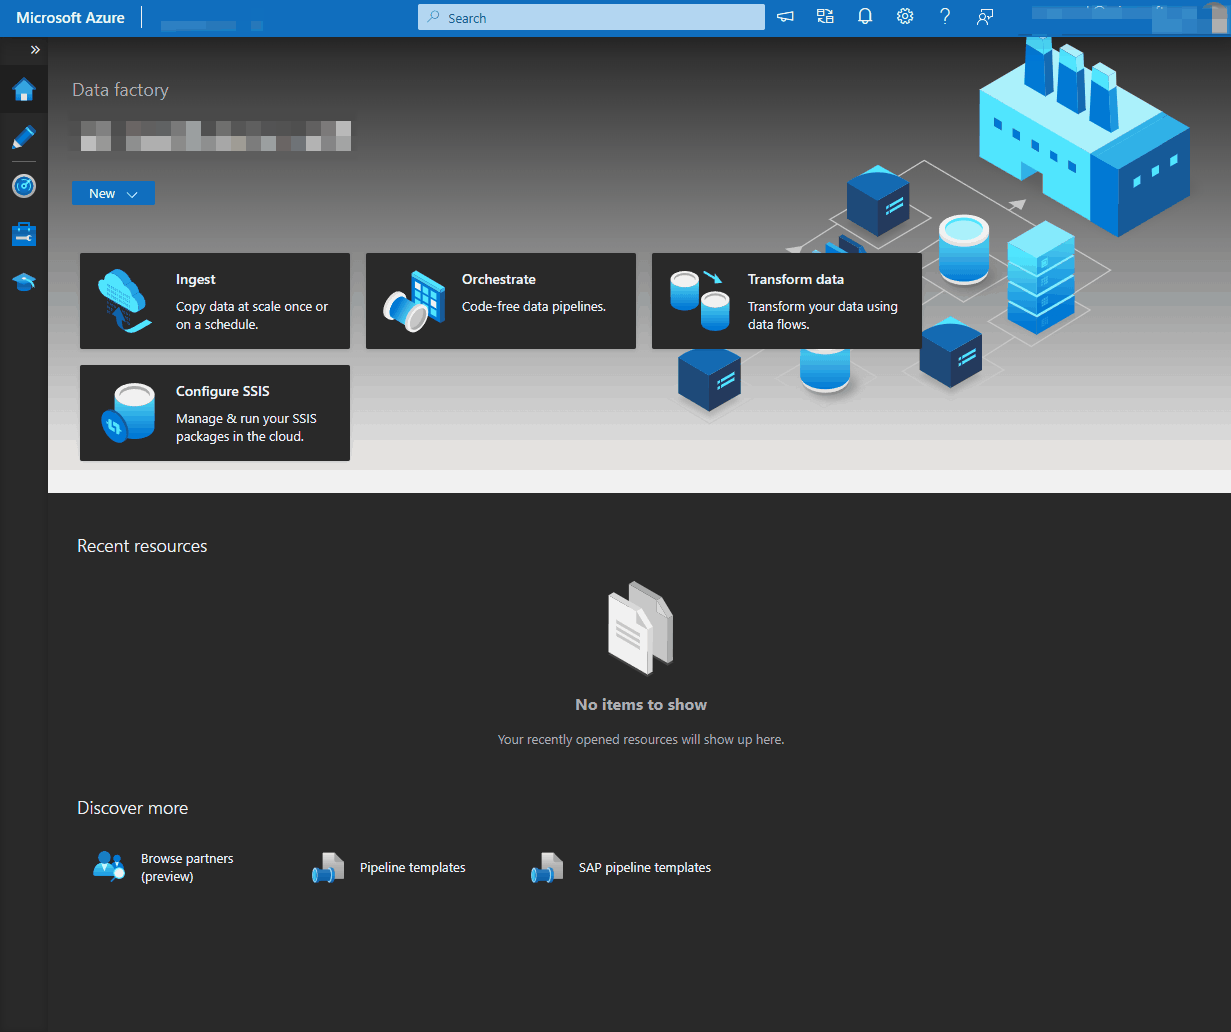 Microsoft Azure
Search
Data factory
New
Ingest
Copy data at scale once or
on a schedule.
Orchestrate
Code-free data pipelines.
Transform data
Transform your data using
data flows.
Configure SSIS
Manage & run your SSIS
packages in the cloud.
Recent resources
No items to show
Your recently opened resources will show up here.
Discover more
Browse partners
(preview)
Pipeline templates
SAP pipeline templates